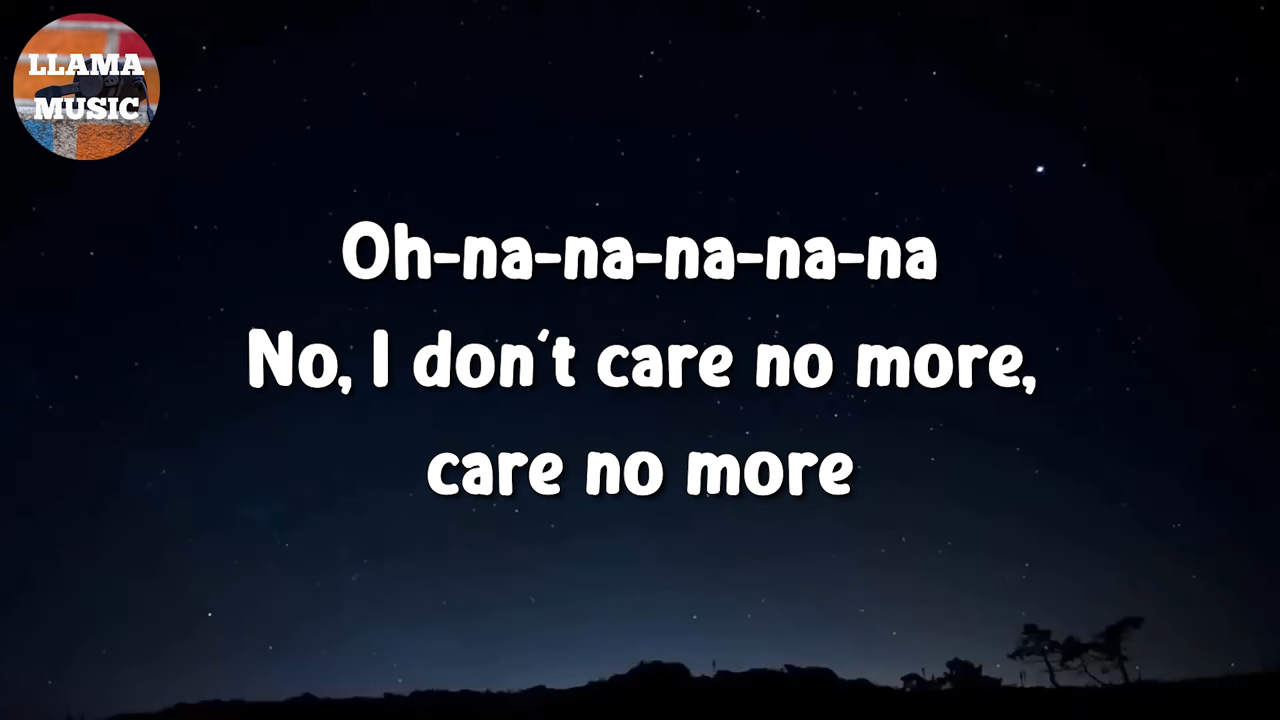 LLAMA
MUSIC
Oh-na-na-na-na-na
No, I don't care no more,
care no more